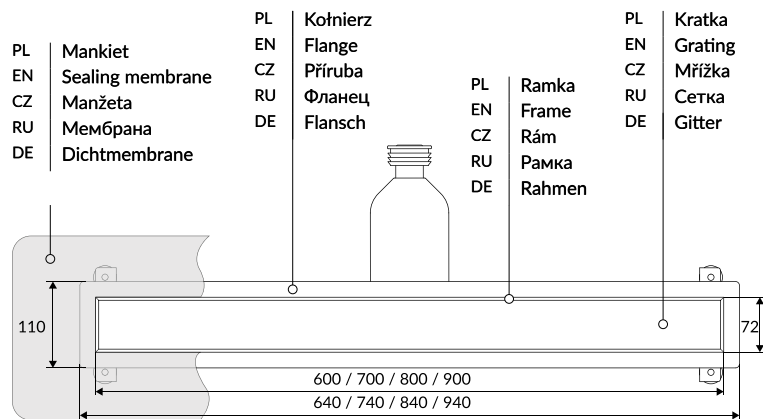 PL Mankiet
EN Sealing membrane
CZ Manžeta
RU Мембрана
DE Dichtmembrane
PL Kołnierz
EN Flange
CZ Příruba
RU Фланец
DE Flansch
PL Ramka
EN Frame
CZ Rám
RU Рамка
DE Rahmen
PL Kratka
EN Grating
CZ Mřížka
RU Сетка
DE Gitter
110
72
600 / 700 / 800 / 900
640 / 740 / 840 / 940